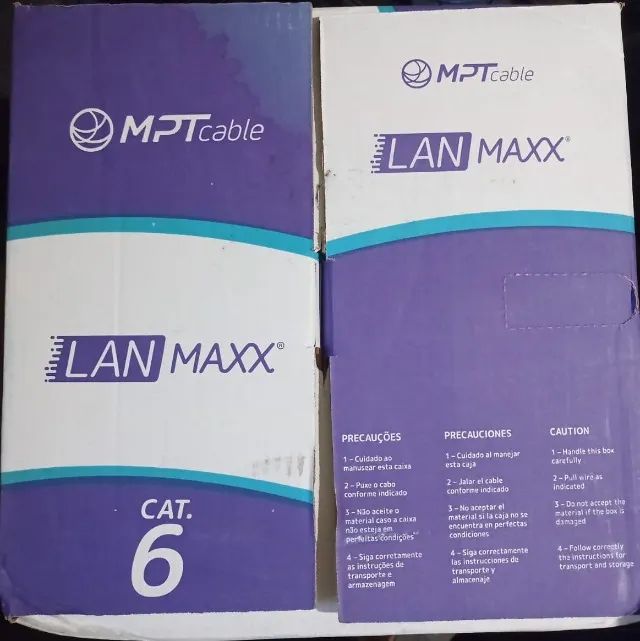 MPTcable
LAN MAXX®
CAT.
6
MPTcable
LAN MAXX®
PRECAUÇÕES
1 – Cuidado ao
manusear esta caixa
2 – Puxe o cabo
conforme indicado
3 – Não aceite o
material caso a caixa
não esteja em
perfeitas condições
4 – Siga corretamente
as instruções de
transporte e
armazenagem
PRECAUCIONES
1 – Cuidado al manejar
esta caja
2 – Jalar el cable
conforme indicado
3 – No aceptar el
material si la caja no se
encuentra en perfectas
condiciones
4 – Siga correctamente
las instrucciones de
transporte y
almacenaje
CAUTION
1 – Handle this box
carefully
2 – Pull wire as
indicated
3 – Do not accept the
material if the box is
damaged
4 – Follow correctly
the instructions for
transport and storage